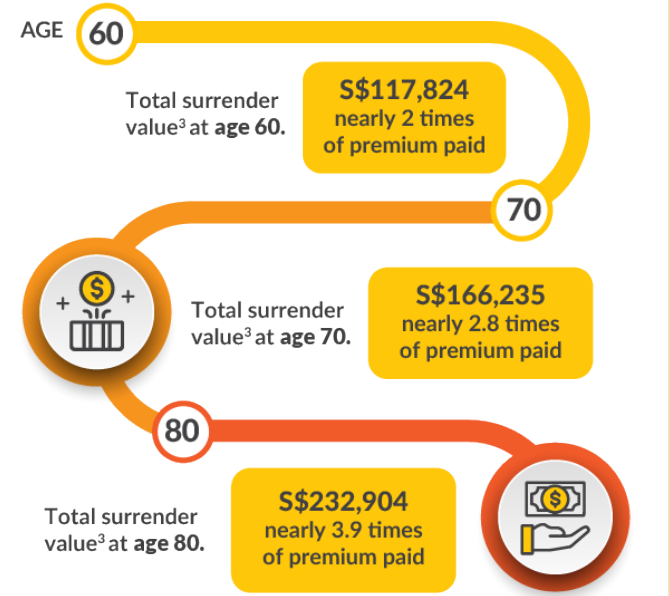 AGE 60
Total surrender
value³ at age 60.
S$117,824
nearly 2 times
of premium paid
70
$
+ +
Total surrender
value³ at age 70.
S$166,235
nearly 2.8 times
of premium paid
80
Total surrender
value³ at age 80.
S$232,904
nearly 3.9 times
of premium paid
$